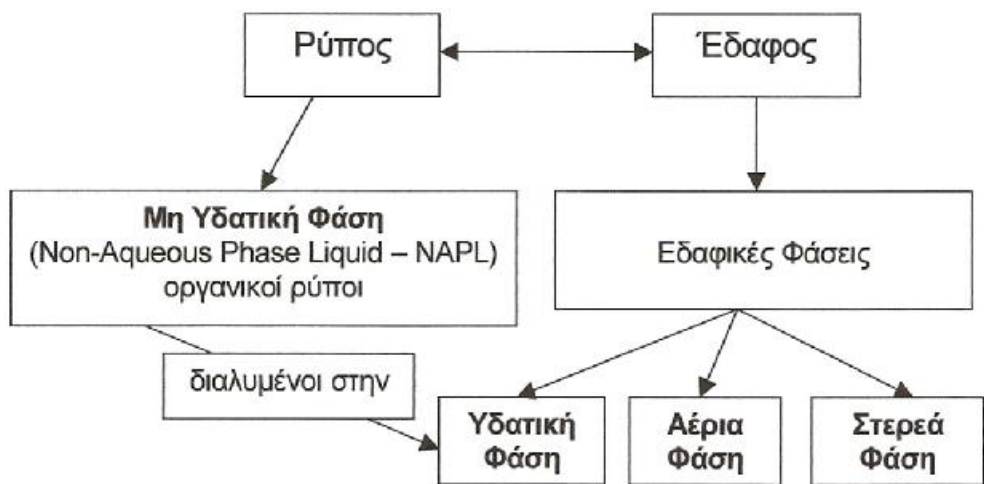 Ρύπος
Έδαφος
Μη Υδατική Φάση
(Non-Aqueous Phase Liquid – NAPL)
οργανικοί ρύποι
Εδαφικές Φάσεις
διαλυμένοι στην
Υδατική
Φάση
Αέρια
Φάση
Στερεά
Φάση